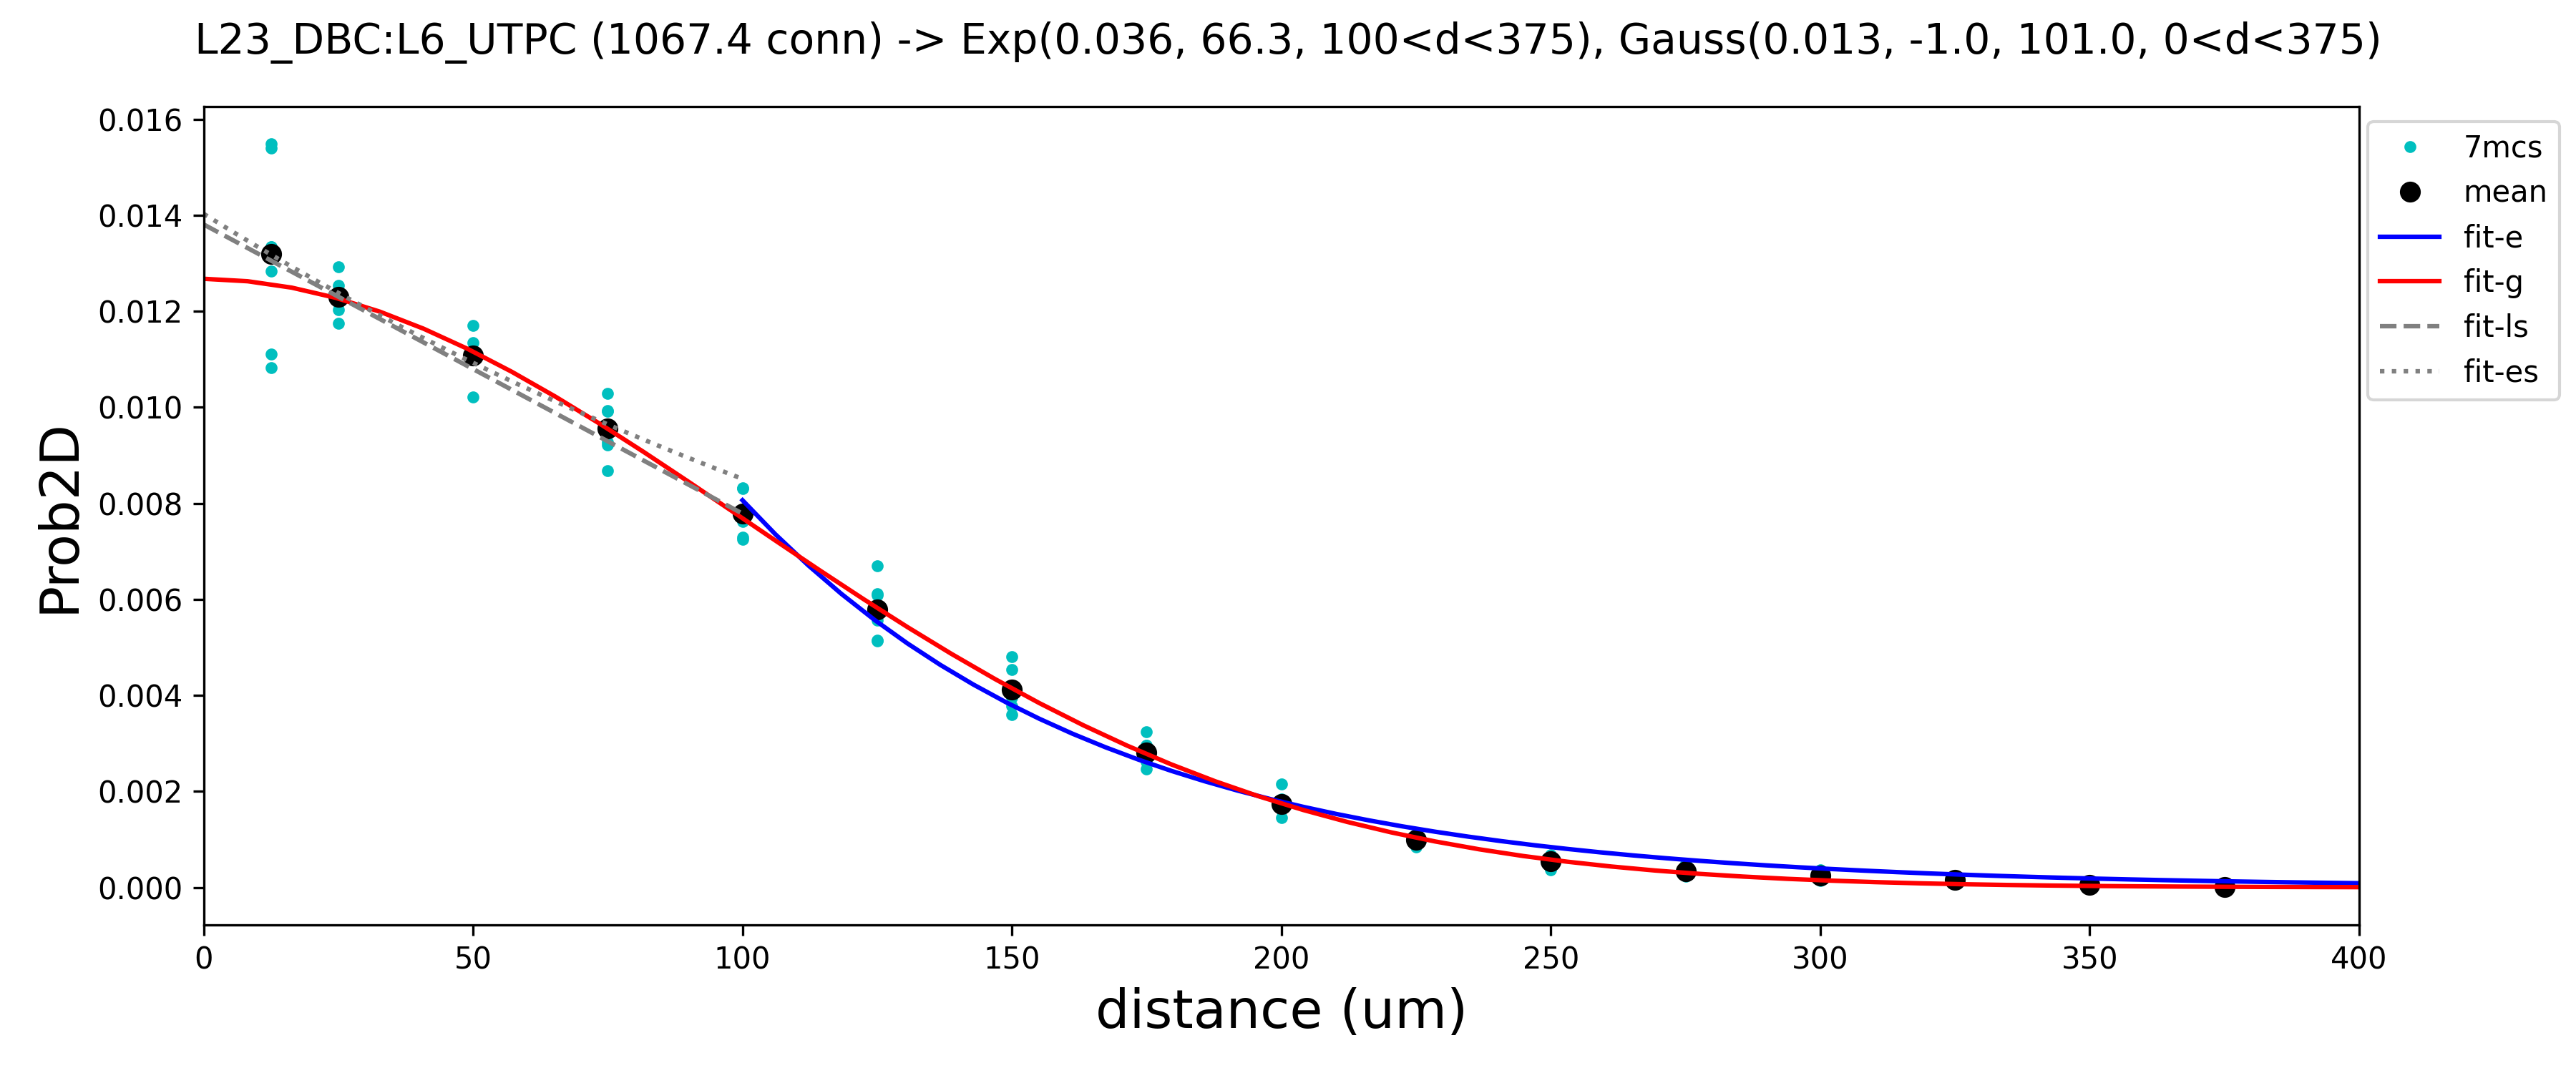 L23_DBC:L6_UTPC (1067.4 conn) -> Exp(0.036, 66.3, 100<d<375), Gauss(0.013, -1.0, 101.0, 0<d<375)
0.016
0.014
0.012
0.010
0.008
0.006
0.004
0.002
0.000
Prob2D
0 50 100 150 200 250 300 350 400
distance (um)
7mcs
mean
fit-e
fit-g
fit-ls
fit-es